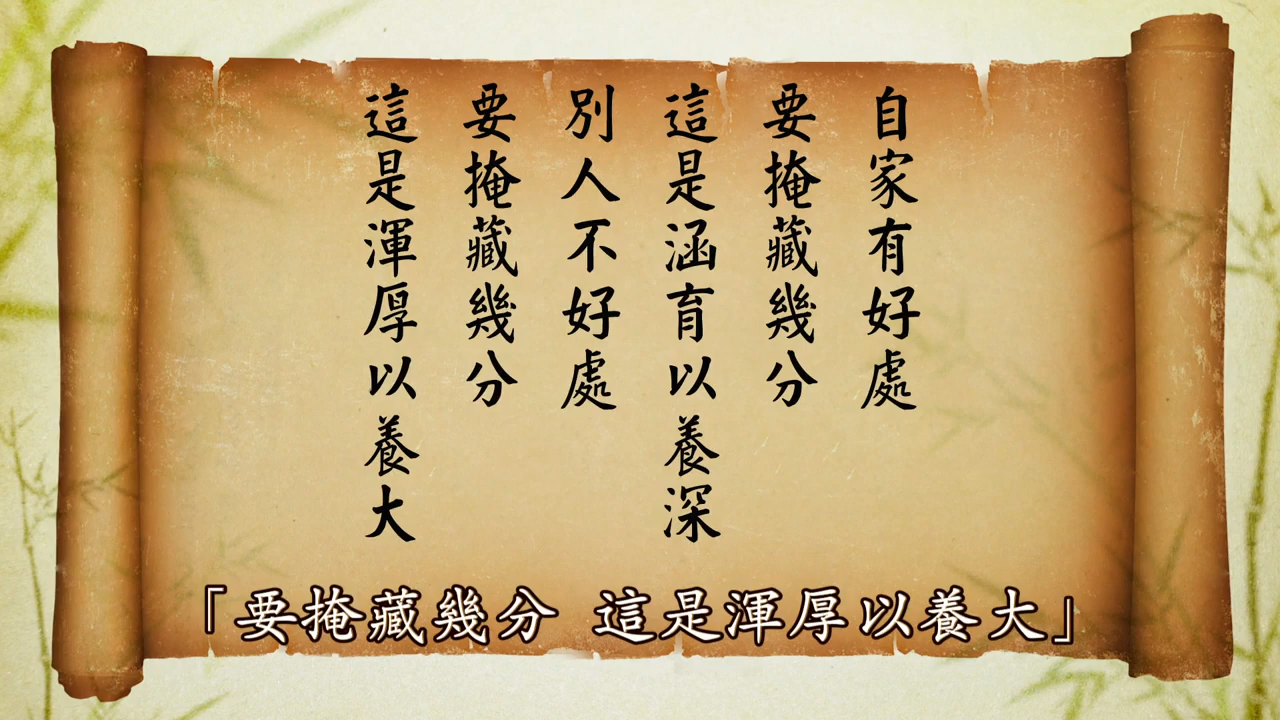 自家有好處
要掩藏幾分
這是涵育以養深
別人不好處
要掩藏幾分
這是渾厚以養大
「要掩藏幾分 這是渾厚以養大」